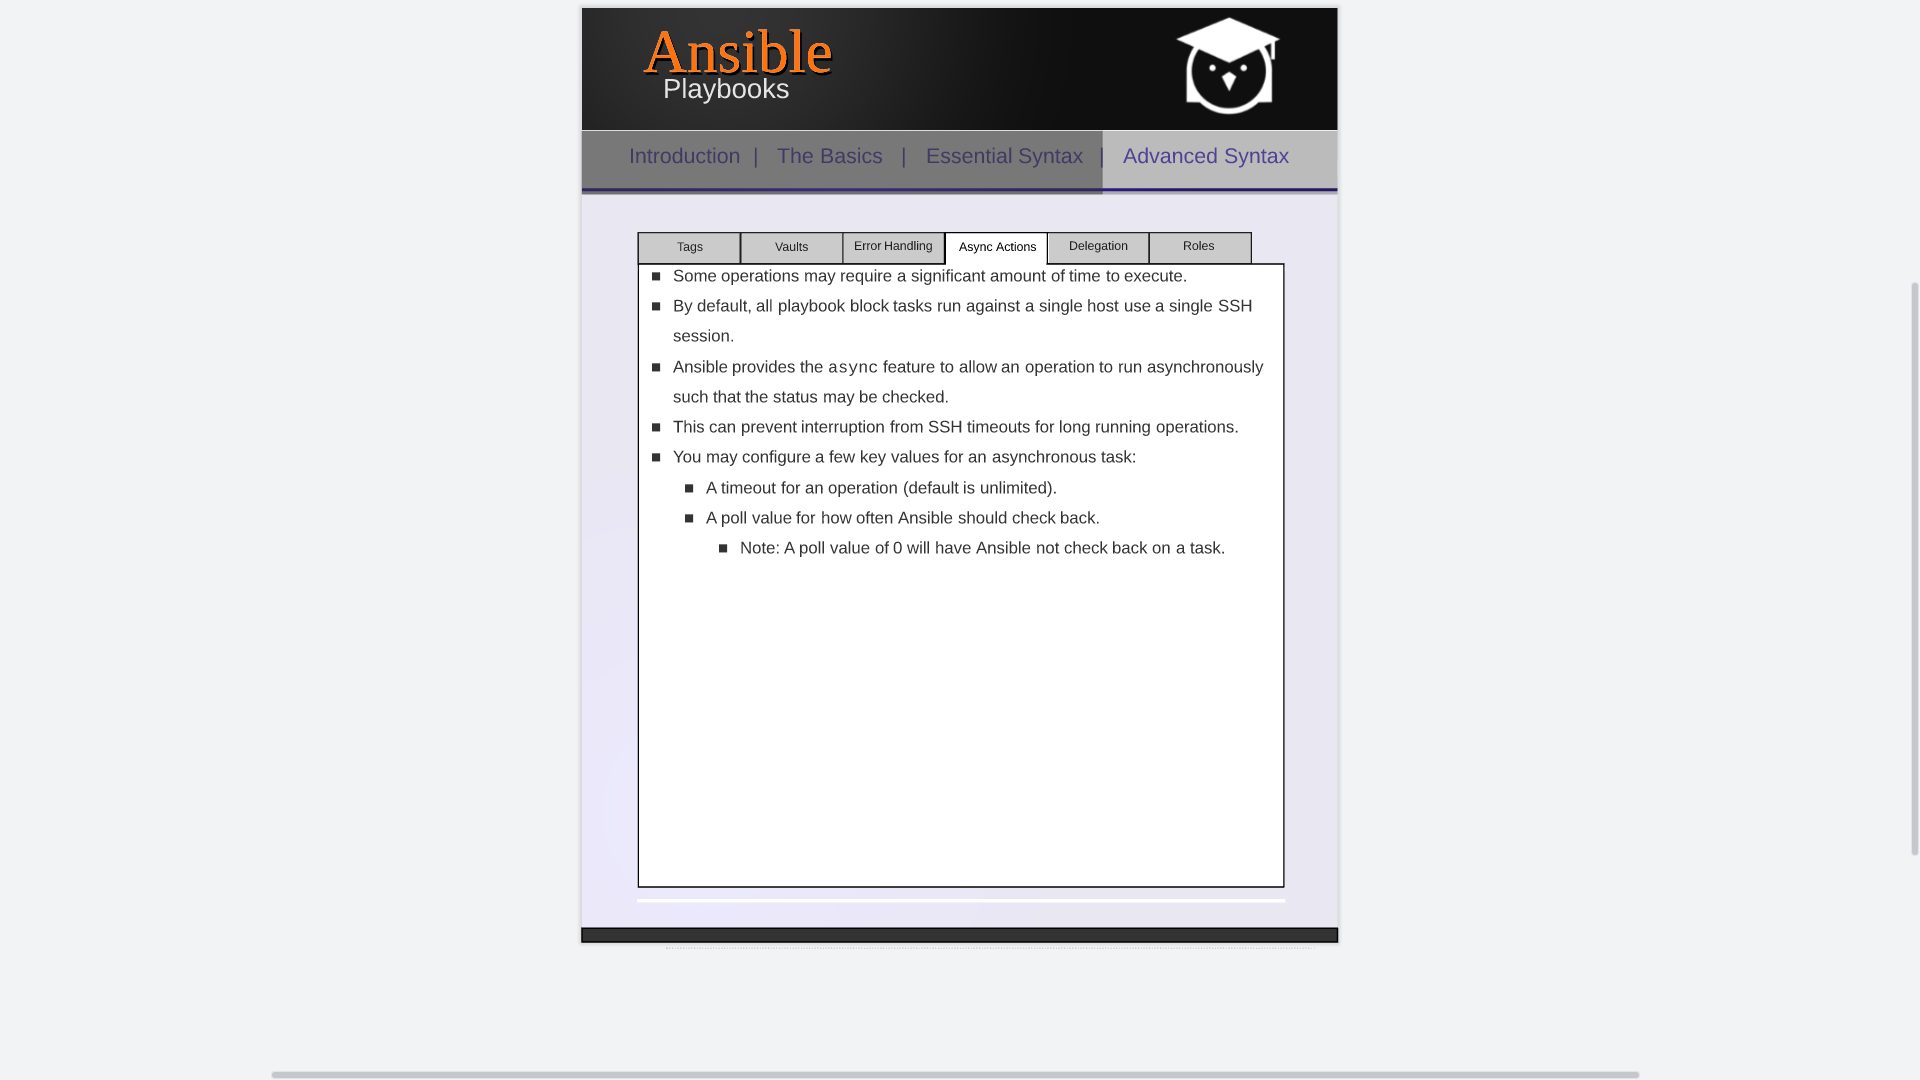 Ansible
Playbooks
Introduction | The Basics | Essential Syntax | Advanced Syntax
Tags Vaults Error Handling Async Actions Delegation Roles
■ Some operations may require a significant amount of time to execute.
■ By default, all playbook block tasks run against a single host use a single SSH
session.
■ Ansible provides the async feature to allow an operation to run asynchronously
such that the status may be checked.
■ This can prevent interruption from SSH timeouts for long running operations.
■ You may configure a few key values for an asynchronous task:
■ A timeout for an operation (default is unlimited).
■ A poll value for how often Ansible should check back.
■ Note: A poll value of 0 will have Ansible not check back on a task.